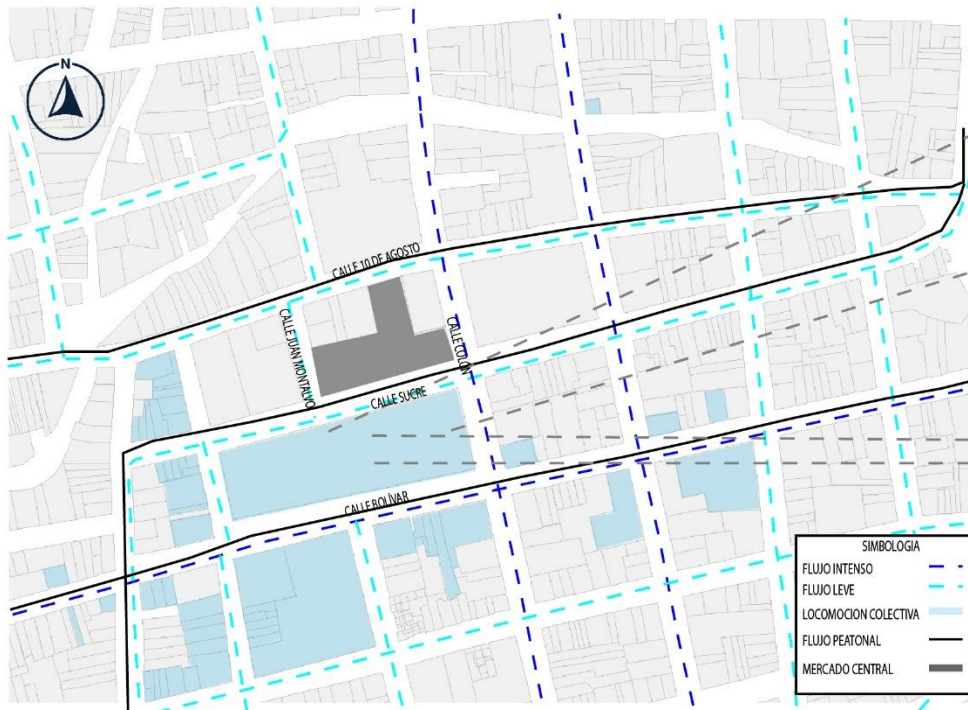 N
CALLE 10 DE AGOSTO
CALLE JUAN MONTALVO
CALLE COLON
CALLE SUCRE
CALLE BOLÍVAR
SIMBOLOGIA
FLUJO INTENSO
FLUJO LEVE
LOCOMOCION COLECTIVA
FLUJO PEATONAL
MERCADO CENTRAL